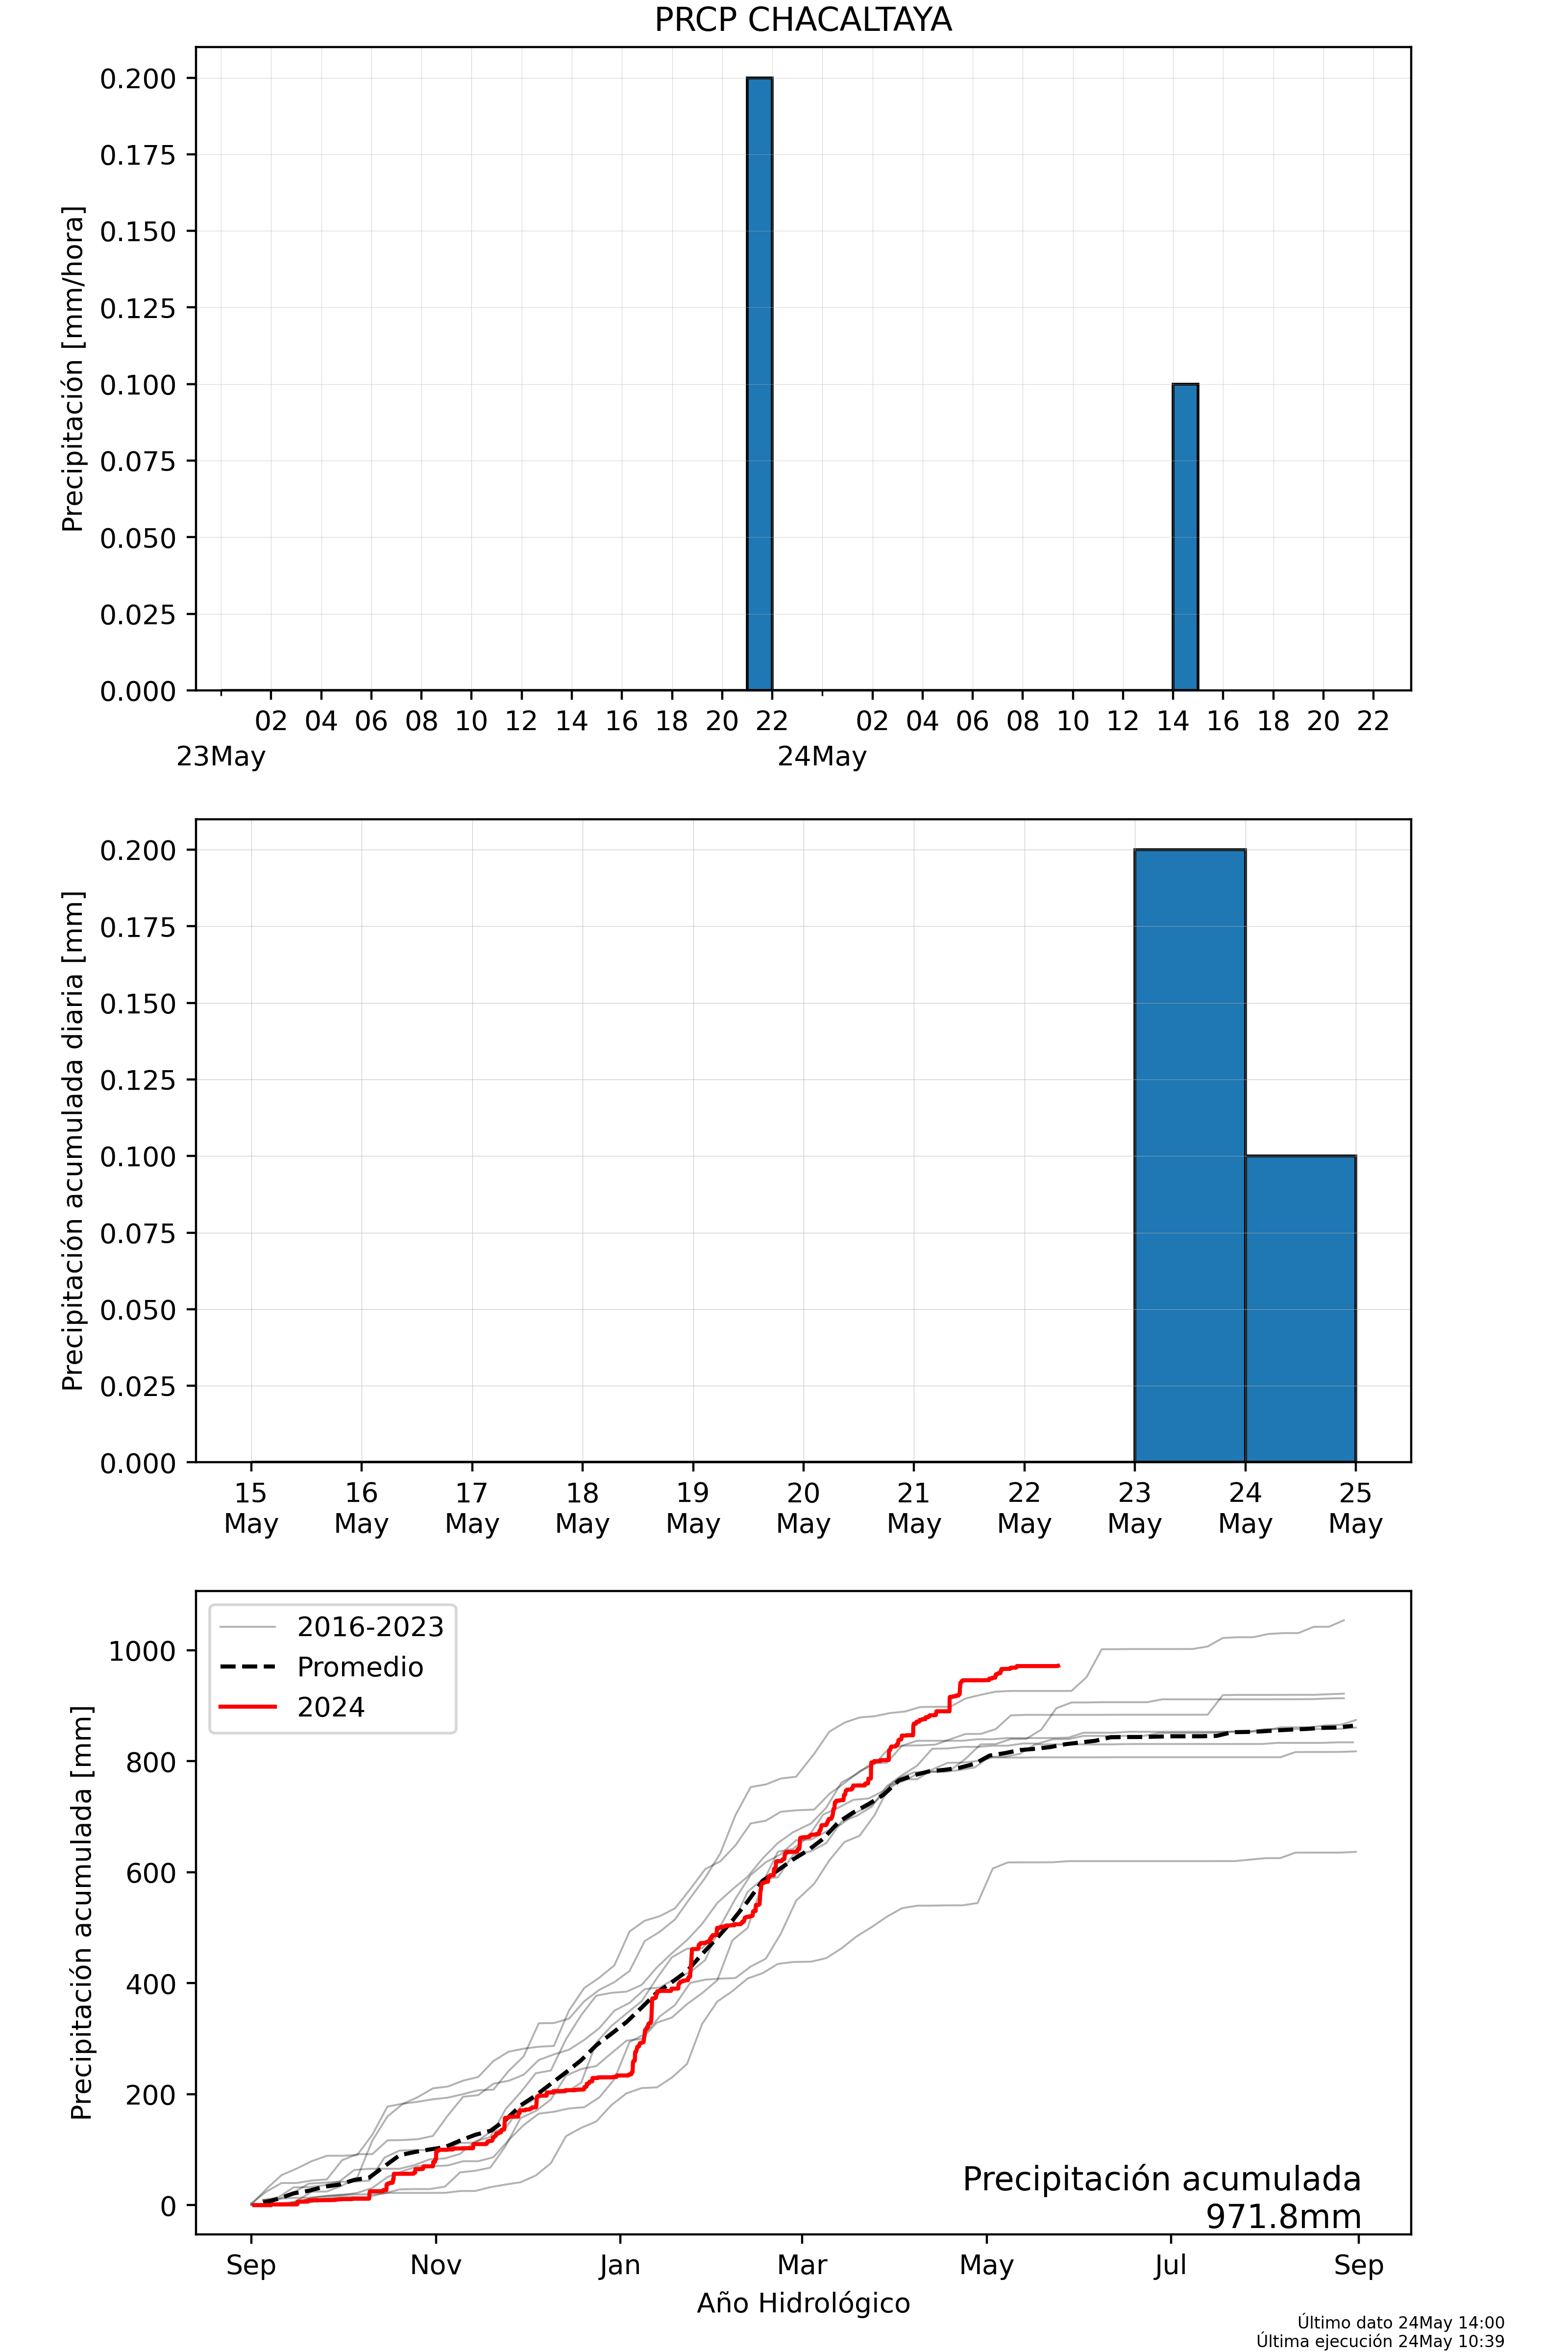 PRCP CHACALTAYA
Precipitación [mm/hora]
0.200
0.175
0.150
0.125
0.100
0.075
0.050
0.025
0.000
02 04 06 08 10 12 14 16 18 20 22 02 04 06 08 10 12 14 16 18 20 22
23May 24May
Precipitación acumulada diaria [mm]
0.200
0.175
0.150
0.125
0.100
0.075
0.050
0.025
0.000
15 16 17 18 19 20 21 22 23 24 25
May May May May May May May May May May May
Precipitación acumulada [mm]
1000
800
600
400
200
0
2016-2023
Promedio
2024
Precipitación acumulada
971.8mm
Sep Nov Jan Mar May Jul Sep
Año Hidrológico
Último dato 24May 14:00
Última ejecución 24May 10:39